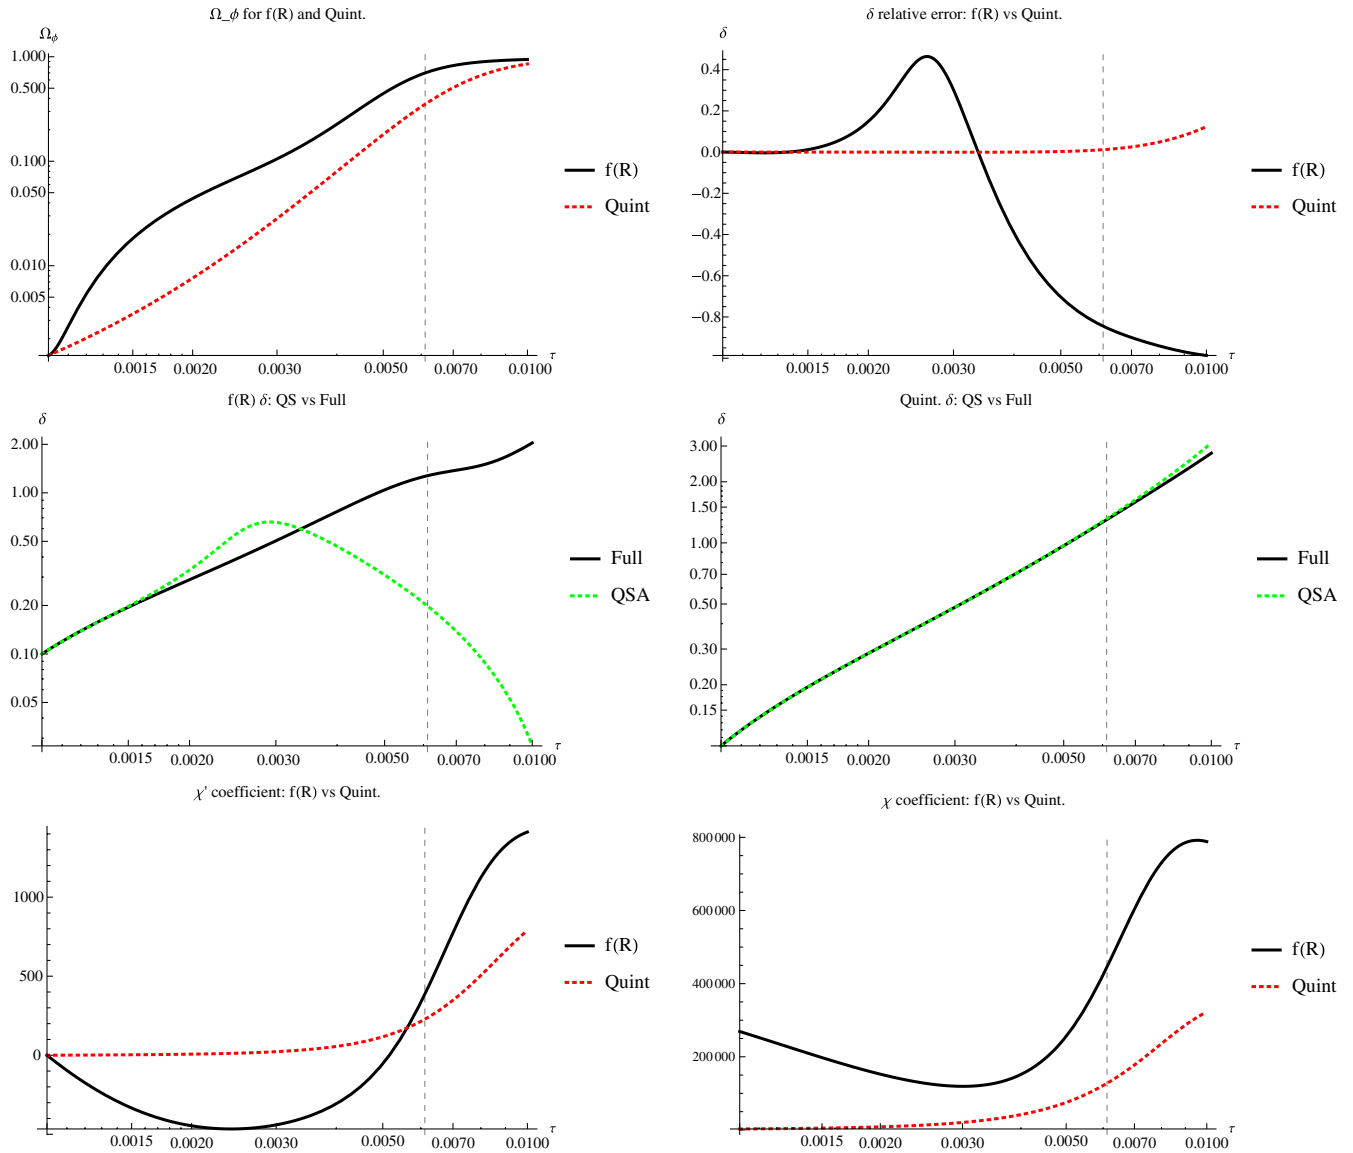 Ω_ϕ for f(R) and Quint.
Ω_ϕ
1.000
0.500
0.100
0.050
0.010
0.005
0.0015 0.0020 0.0030 0.0050 0.0070 0.0100
τ
f(R)
Quint
δ relative error: f(R) vs Quint.
δ
0.4
0.2
0.0
−0.2
−0.4
−0.6
−0.8
0.0015 0.0020 0.0030 0.0050 0.0070 0.0100
τ
f(R)
Quint
f(R) δ: QS vs Full
δ
2.00
1.00
0.50
0.20
0.10
0.05
0.0015 0.0020 0.0030 0.0050 0.0070 0.0100
τ
Full
QSA
Quint. δ: QS vs Full
δ
3.00
2.00
1.50
1.00
0.70
0.50
0.30
0.20
0.15
0.0015 0.0020 0.0030 0.0050 0.0070 0.0100
τ
Full
QSA
χ' coefficient: f(R) vs Quint.
1000
500
0
0.0015 0.0020 0.0030 0.0050 0.0070 0.0100
τ
f(R)
Quint
χ coefficient: f(R) vs Quint.
800 000
600 000
400 000
200 000
0.0015 0.0020 0.0030 0.0050 0.0070 0.0100
τ
f(R)
Quint